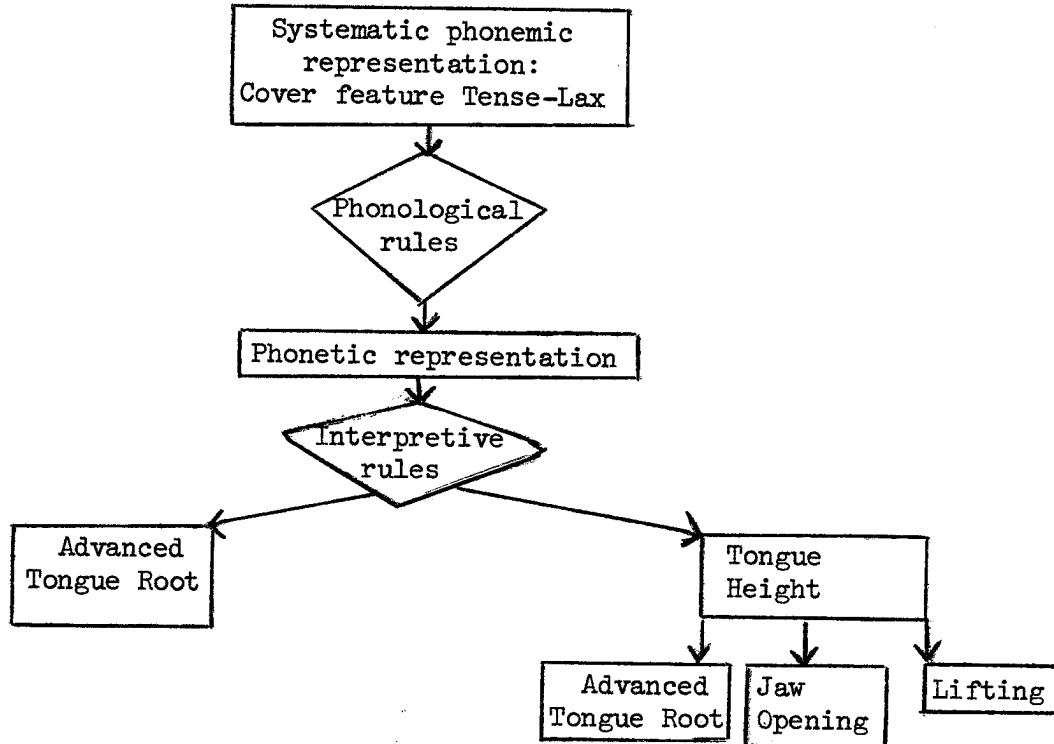 Systematic phonemic
representation:
Cover feature Tense-Lax
Phonological
rules
Phonetic representation
Interpretive
rules
Advanced
Tongue Root
Tongue
Height
Advanced
Tongue Root
Jaw
Opening
Lifting